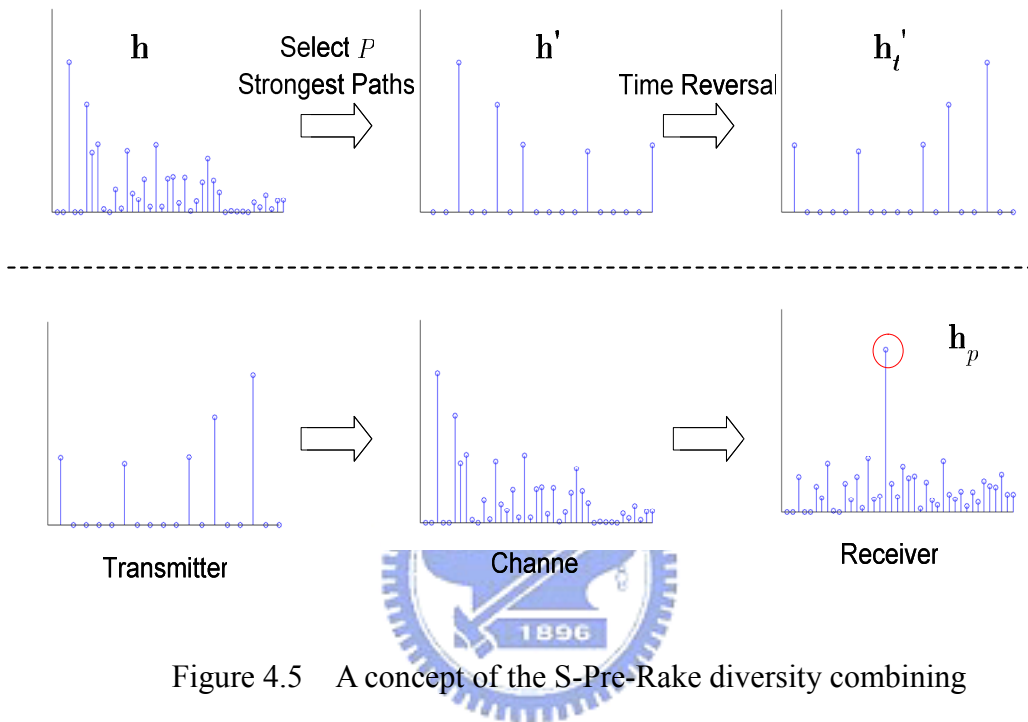 h
Select P
Strongest Paths
h'
Time Reversal
h_t'
h_p
Transmitter
Channe
Receiver
1896
Figure 4.5 A concept of the S-Pre-Rake diversity combining